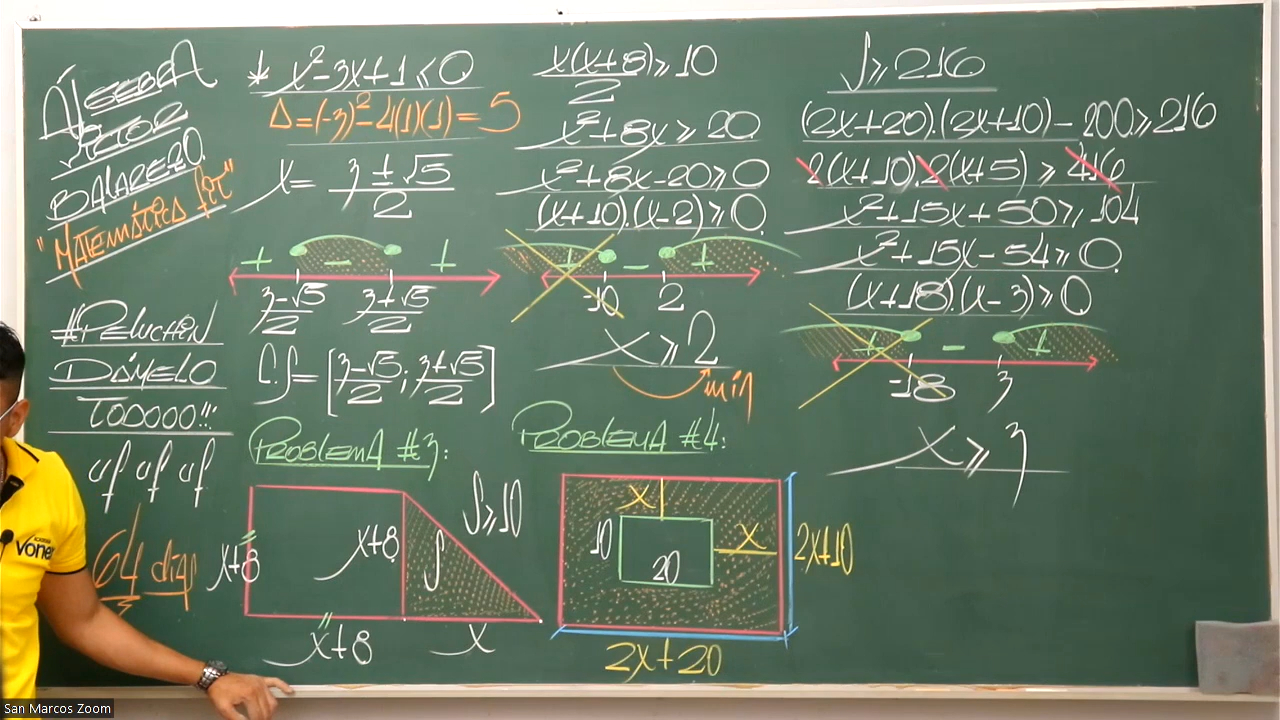 ÁLGEBRA
VÍCTOR
BALAREZO.
"MATEMÁTICA fit"
#PELUCHIN
DÁMELO
TODOOO!!!
uf uf uf
64 días
* x²-3x+1≤0
Δ=(-3)²-4(1)(1)=5
x= 3±√5/2
+ - +
3-√5/2 3+√5/2
C.S=[3-√5/2; 3+√5/2]
PROBLEMA #3:
x+8
x+8
S
S≥10
x+8
x
x(x+8)/2≥10
x²+8x≥20
x²+8x-20≥0
(x+10).(x-2)≥0
+ - +
-10 2
x≥2
min
PROBLEMA #4:
x
10
x
20
2x+10
2x+20
S≥216
(2x+20).(2x+10)-200≥216
2(x+10).2(x+5)≥416
x²+15x+50≥104
x²+15x-54≥0
(x+18).(x-3)≥0
+ - +
-18 3
x≥3
vone
San Marcos Zoom